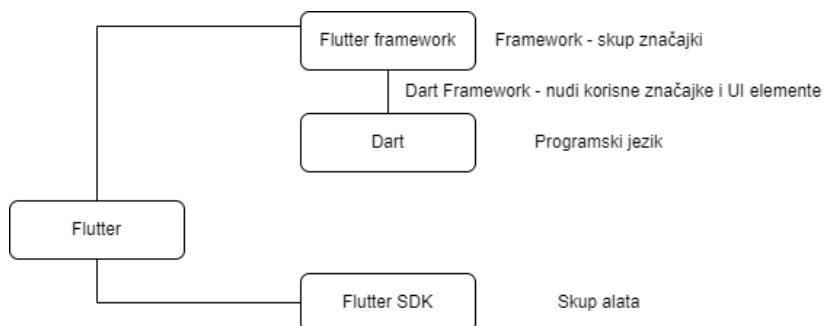 Flutter framework
Framework - skup značajki
Dart Framework - nudi korisne značajke i UI elemente
Dart
Programski jezik
Flutter
Flutter SDK
Skup alata